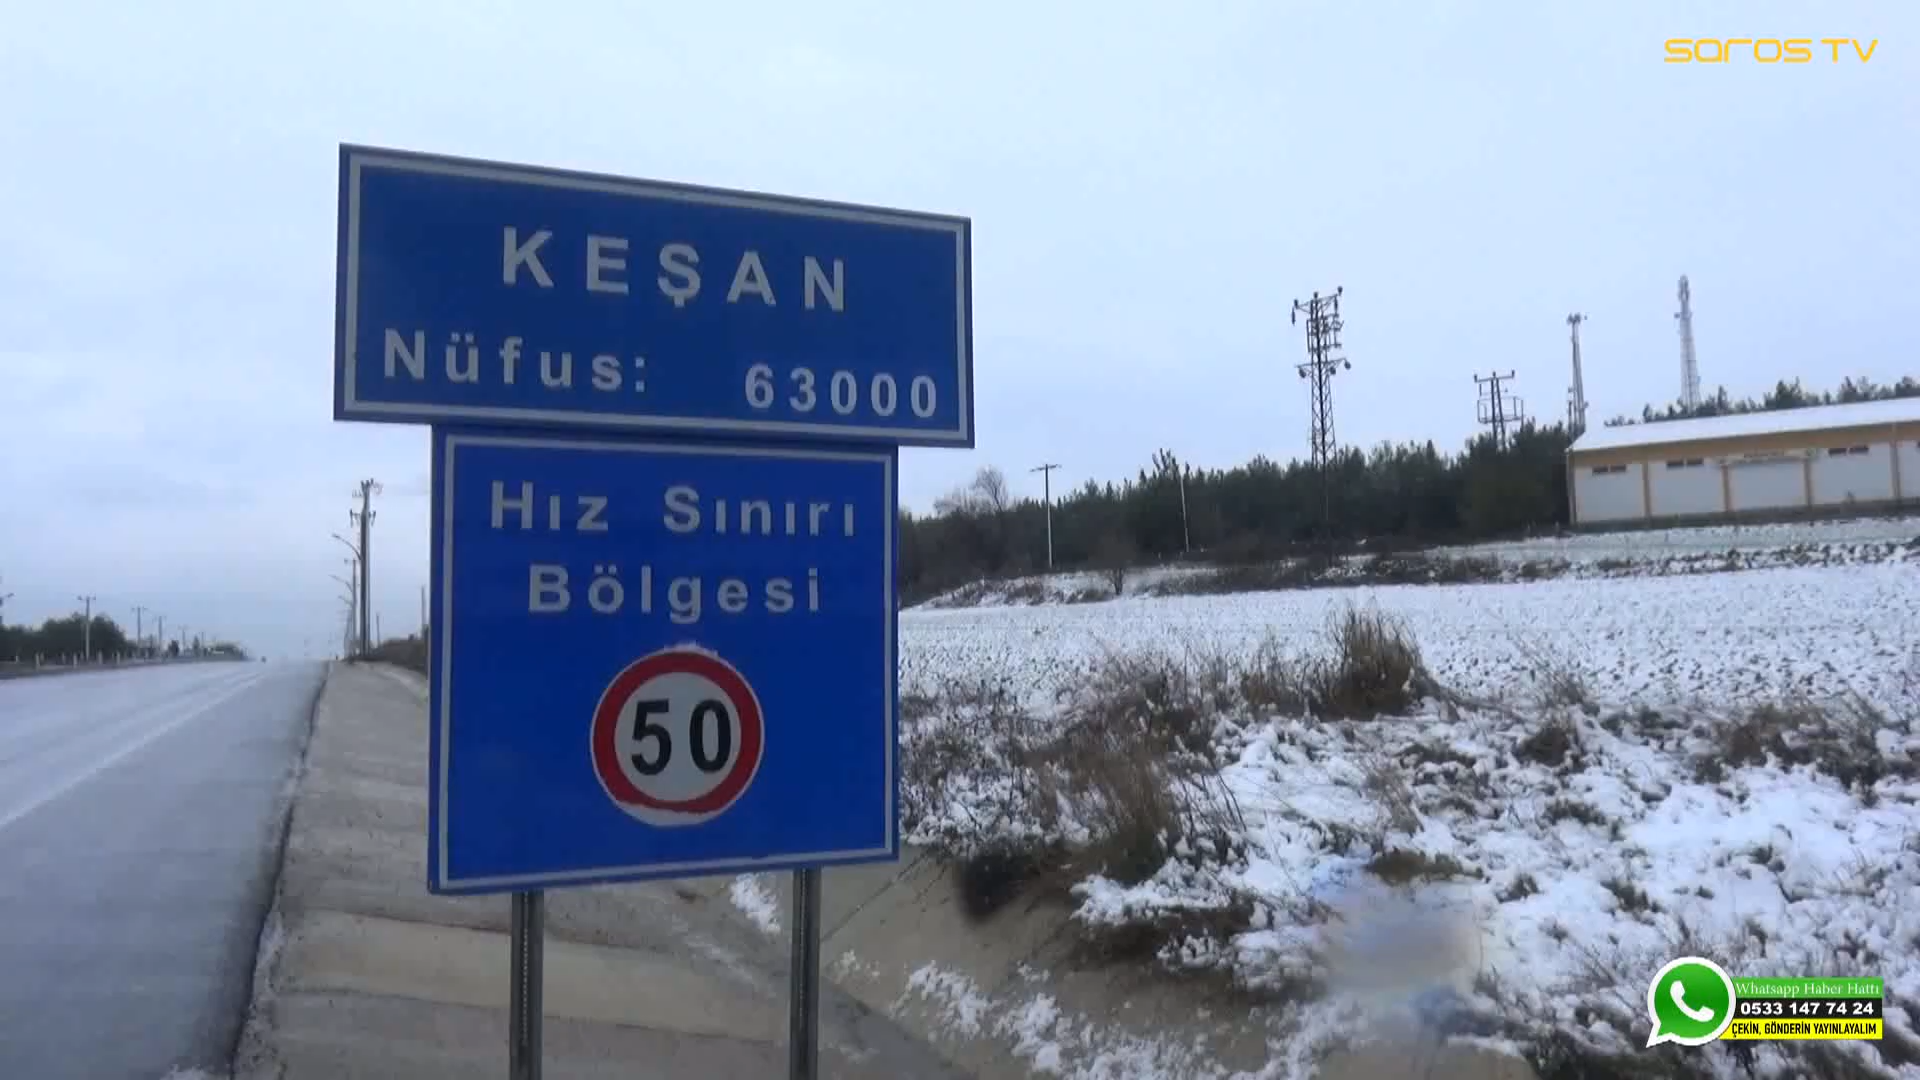 saros TV
KEŞAN
Nüfus: 63000
Hız Sınırı
Bölgesi
50
Whatsapp Haber Hattı
0533 147 74 24
ÇEKİN, GÖNDERİN YAYINLAYALIM